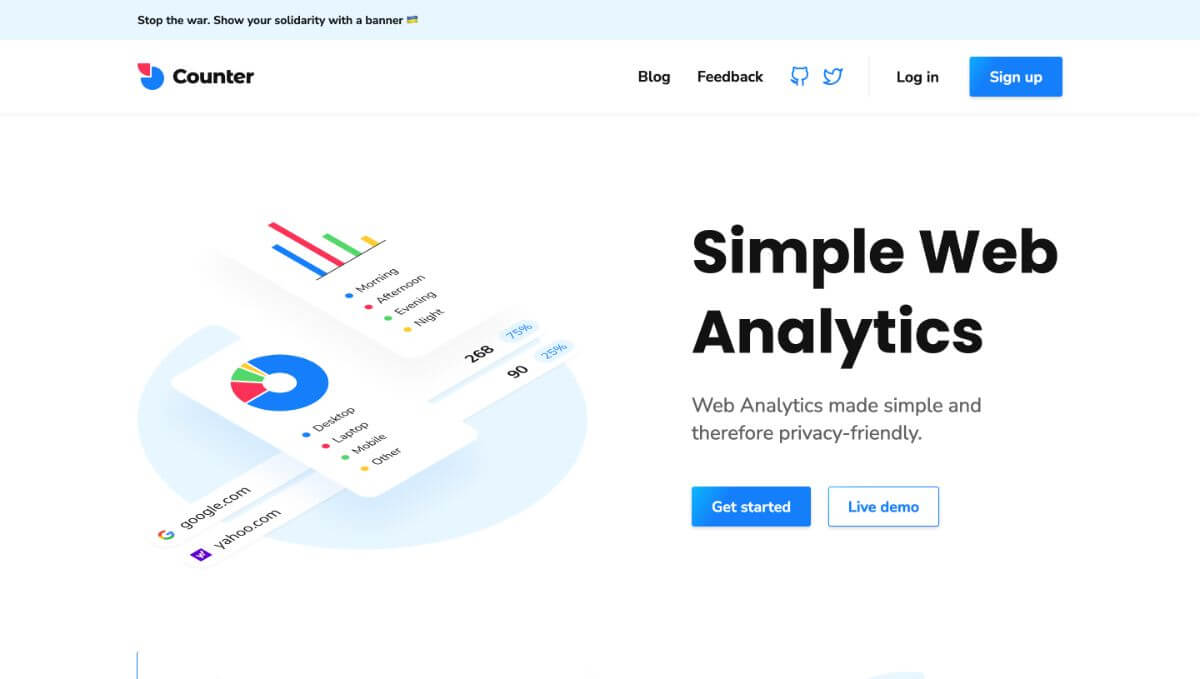 Stop the war. Show your solidarity with a banner 🇺🇦
Counter
Blog
Feedback
Log in
Sign up
Morning
Afternoon
Evening
Night
268
75%
90
25%
Desktop
Laptop
Mobile
Other
google.com
yahoo.com
Simple Web
Analytics
Web Analytics made simple and
therefore privacy-friendly.
Get started
Live demo